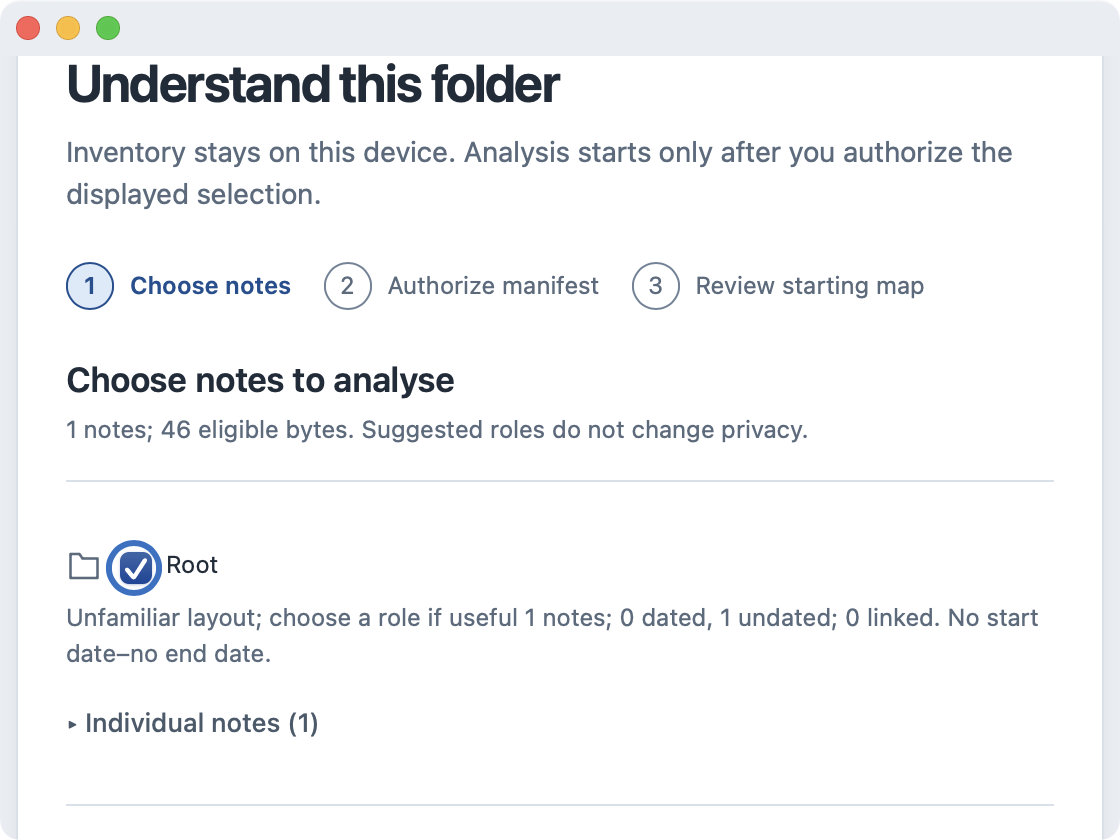 Understand this folder
Inventory stays on this device. Analysis starts only after you authorize the
displayed selection.
1 Choose notes 2 Authorize manifest 3 Review starting map
Choose notes to analyse
1 notes; 46 eligible bytes. Suggested roles do not change privacy.
Root
Unfamiliar layout; choose a role if useful 1 notes; 0 dated, 1 undated; 0 linked. No start
date–no end date.
Individual notes (1)